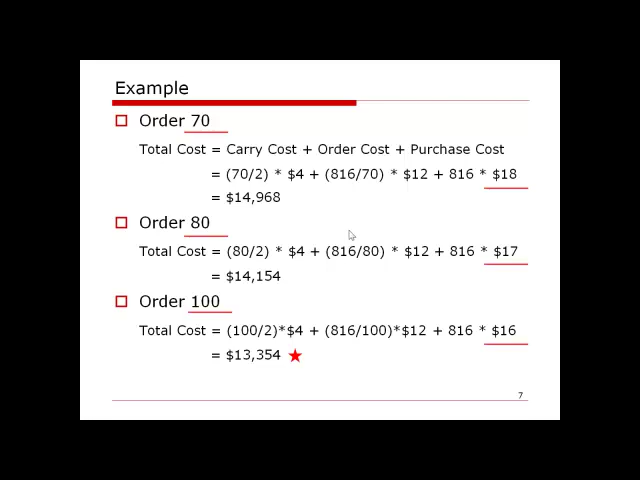 Example
Order 70
Total Cost = Carry Cost + Order Cost + Purchase Cost
= (70/2) * $4 + (816/70) * $12 + 816 * $18
= $14,968
Order 80
Total Cost = (80/2) * $4 + (816/80) * $12 + 816 * $17
= $14,154
Order 100
Total Cost = (100/2)*$4 + (816/100)*$12 + 816 * $16
= $13,354
7